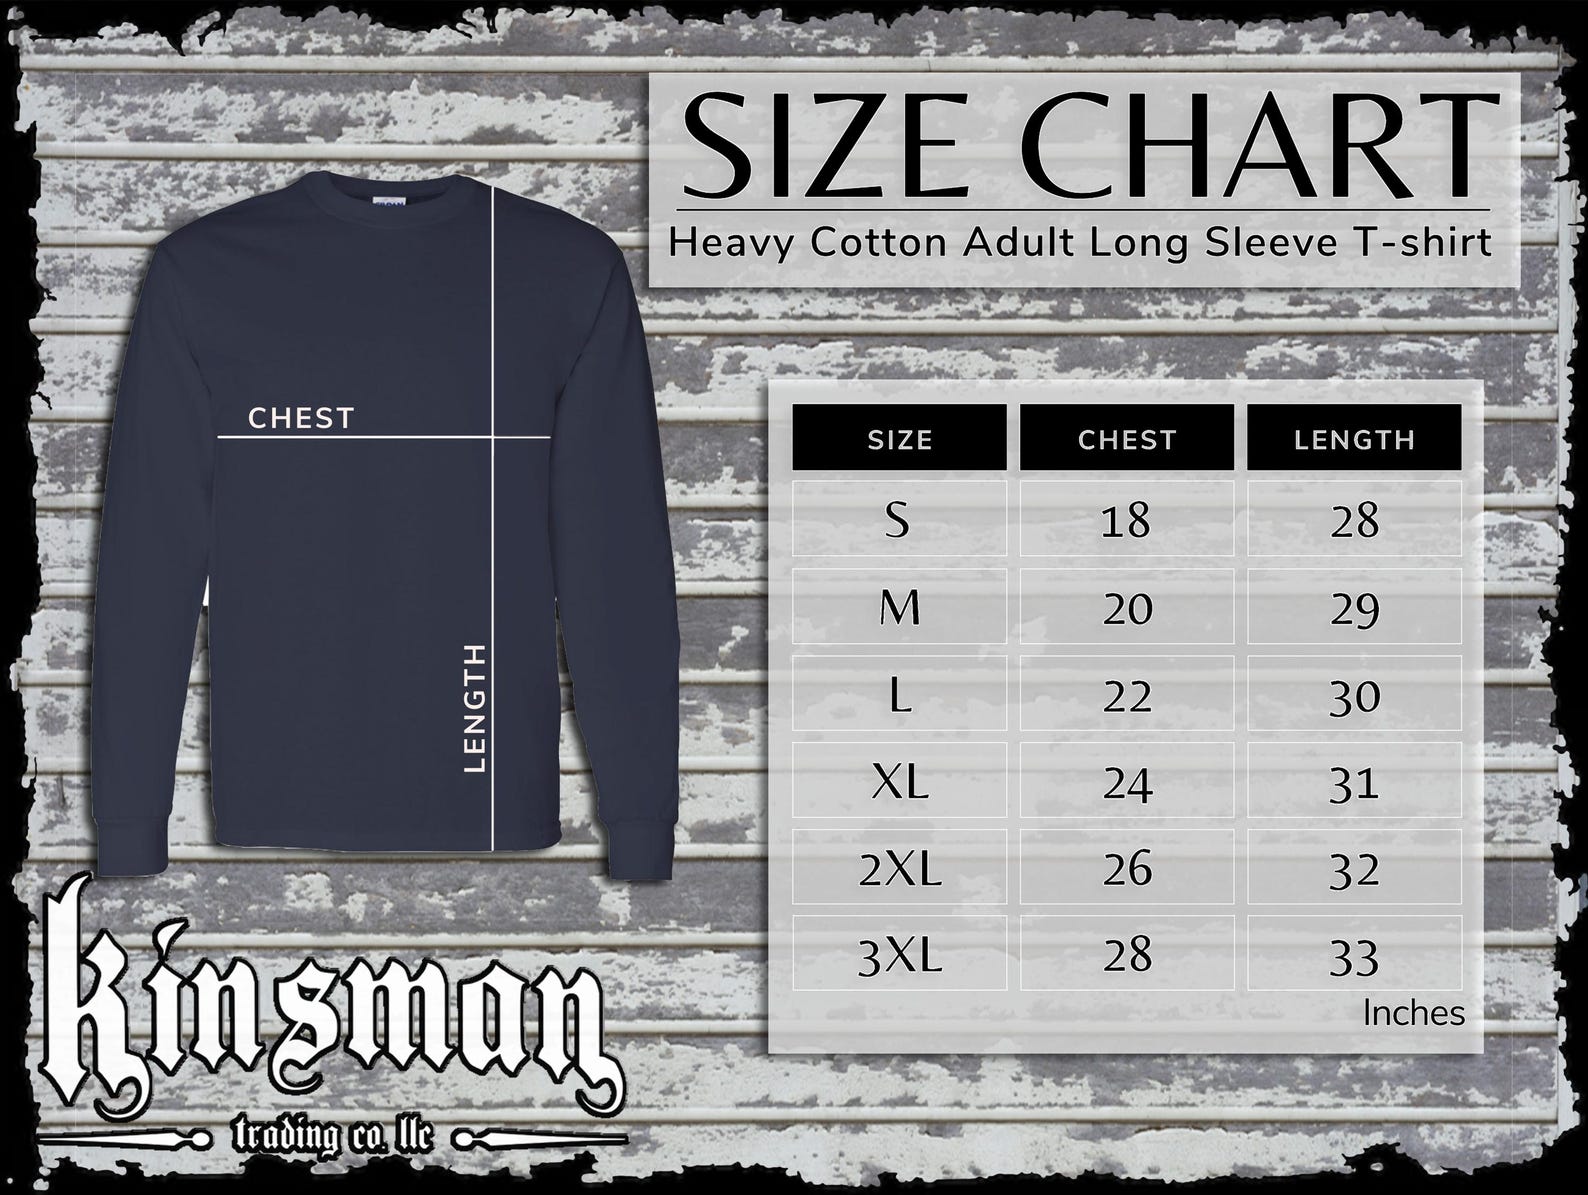 SIZE CHART
Heavy Cotton Adult Long Sleeve T-shirt
CHEST
LENGTH
SIZE CHEST LENGTH
S 18 28
M 20 29
L 22 30
XL 24 31
2XL 26 32
3XL 28 33
Inches
kinsman
trading co. llc